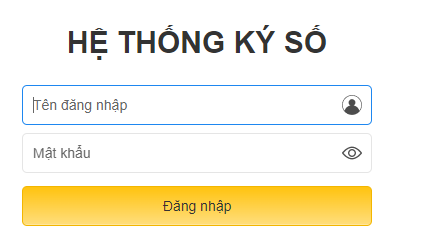 HỆ THỐNG KÝ SỐ
Tên đăng nhập
Mật khẩu
Đăng nhập